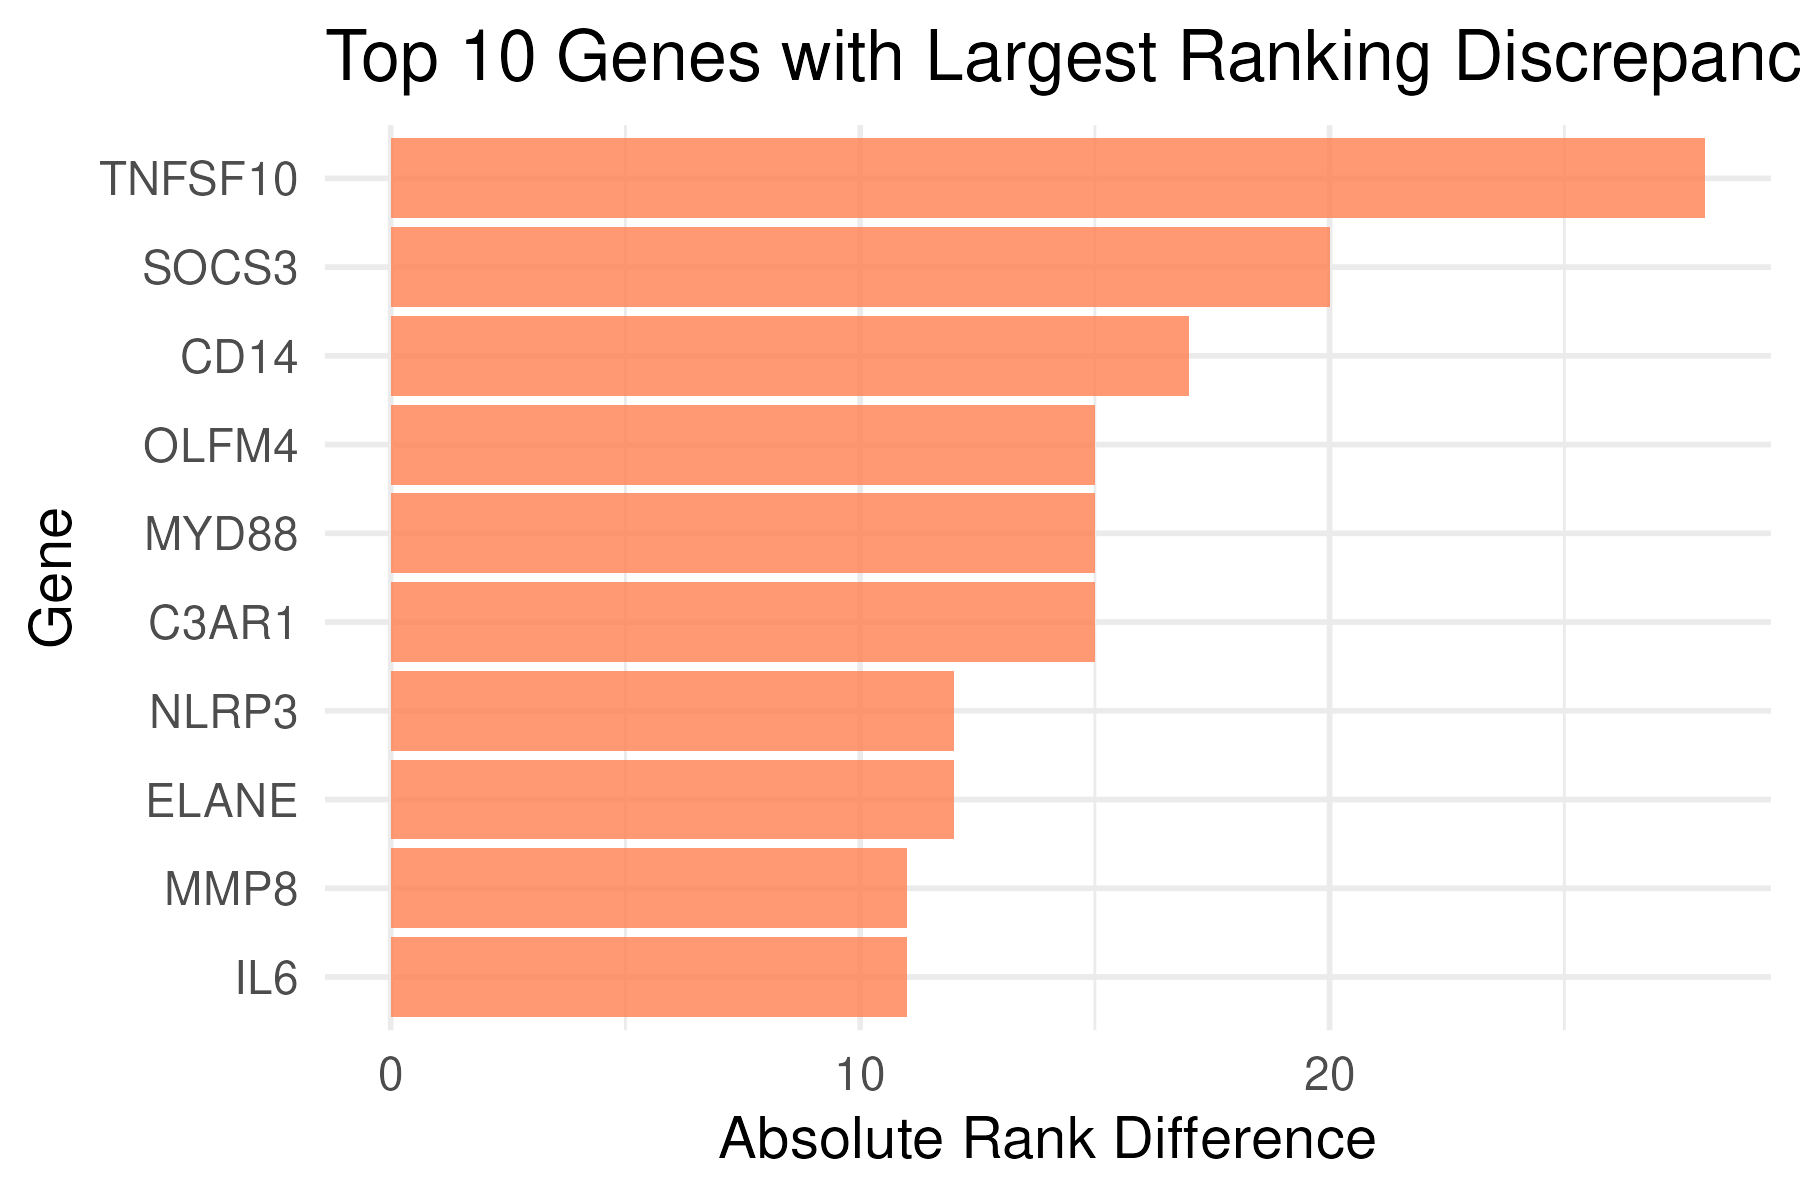 Top 10 Genes with Largest Ranking Discrepanc
TNFSF10
SOCS3
CD14
OLFM4
MYD88
C3AR1
NLRP3
ELANE
MMP8
IL6
Gene
0 10 20
Absolute Rank Difference